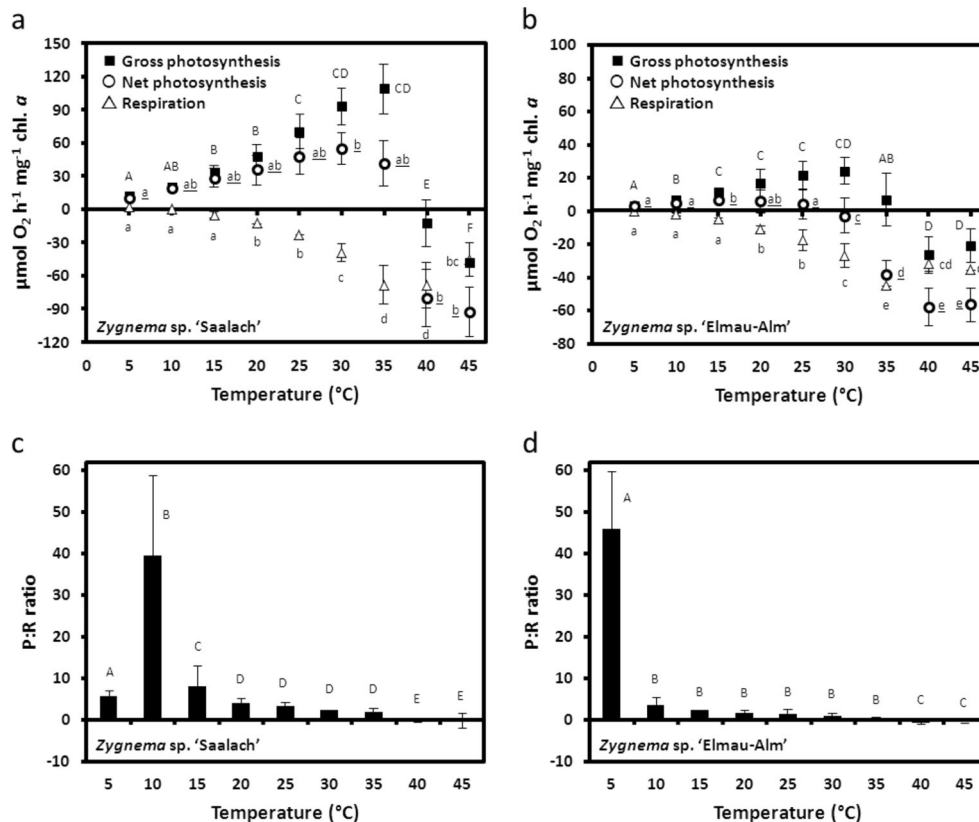 a
150
120
90
60
30
0
-30
-60
-90
-120
μmol O₂ h⁻¹ mg⁻¹ chl. a
Gross photosynthesis
Net photosynthesis
Respiration
A AB B B C CD CD E F
a ab ab ab ab b ab b b
a a a b b c d d bc
Zygnema sp. 'Saalach'
0 5 10 15 20 25 30 35 40 45
Temperature (°C)
b
100
80
60
40
20
0
-20
-40
-60
-80
μmol O₂ h⁻¹ mg⁻¹ chl. a
Gross photosynthesis
Net photosynthesis
Respiration
A B C C C CD AB D D
a a b ab a c d e e
a a a b b c e cd
Zygnema sp. 'Elmau-Alm'
0 5 10 15 20 25 30 35 40 45
Temperature (°C)
c
60
50
40
30
20
10
0
-10
P:R ratio
A B C D D D D E E
Zygnema sp. 'Saalach'
5 10 15 20 25 30 35 40 45
Temperature (°C)
d
60
50
40
30
20
10
0
-10
P:R ratio
A B B B B B B C C
Zygnema sp. 'Elmau-Alm'
5 10 15 20 25 30 35 40 45
Temperature (°C)